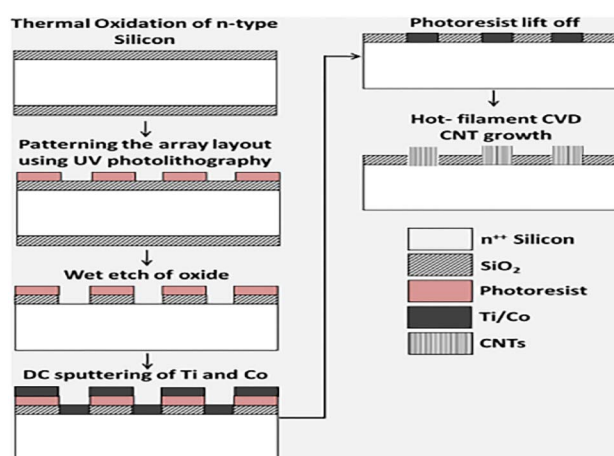 Thermal Oxidation of n-type
Silicon
Patterning the array layout
using UV photolithography
Wet etch of oxide
DC sputtering of Ti and Co
Photoresist lift off
Hot- filament CVD
CNT growth
n⁺⁺ Silicon
SiO₂
Photoresist
Ti/Co
CNTs